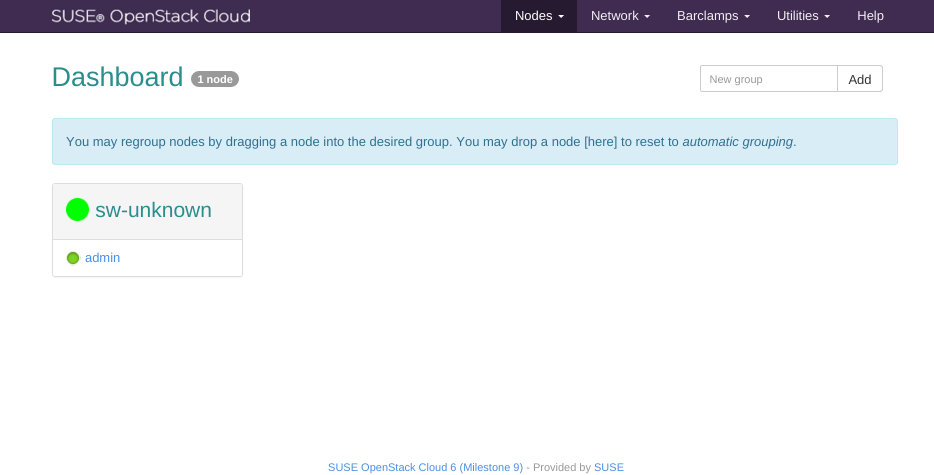 SUSE® OpenStack Cloud
Nodes Network Barclamps Utilities Help
Dashboard 1 node
New group Add
You may regroup nodes by dragging a node into the desired group. You may drop a node [here] to reset to automatic grouping.
sw-unknown
admin
SUSE OpenStack Cloud 6 (Milestone 9) - Provided by SUSE